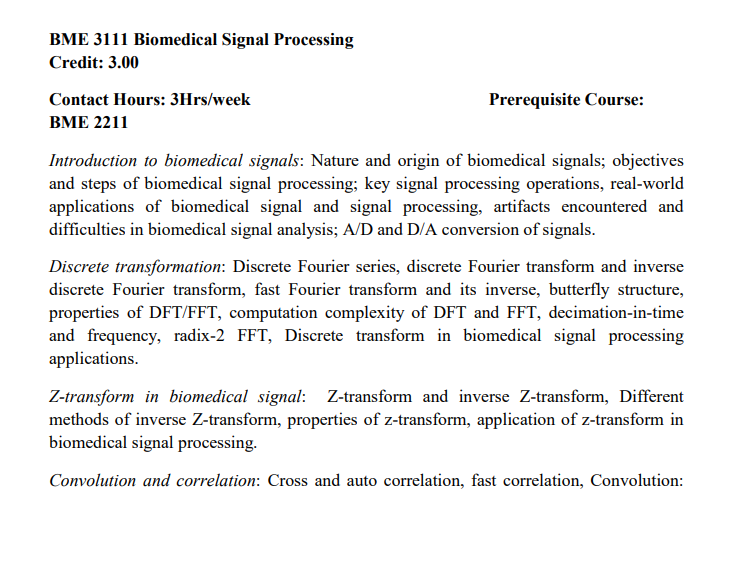 BME 3111 Biomedical Signal Processing
Credit: 3.00
Contact Hours: 3Hrs/week Prerequisite Course:
BME 2211
Introduction to biomedical signals: Nature and origin of biomedical signals; objectives
and steps of biomedical signal processing; key signal processing operations, real-world
applications of biomedical signal and signal processing, artifacts encountered and
difficulties in biomedical signal analysis; A/D and D/A conversion of signals.
Discrete transformation: Discrete Fourier series, discrete Fourier transform and inverse
discrete Fourier transform, fast Fourier transform and its inverse, butterfly structure,
properties of DFT/FFT, computation complexity of DFT and FFT, decimation-in-time
and frequency, radix-2 FFT, Discrete transform in biomedical signal processing
applications.
Z-transform in biomedical signal: Z-transform and inverse Z-transform, Different
methods of inverse Z-transform, properties of z-transform, application of z-transform in
biomedical signal processing.
Convolution and correlation: Cross and auto correlation, fast correlation, Convolution: